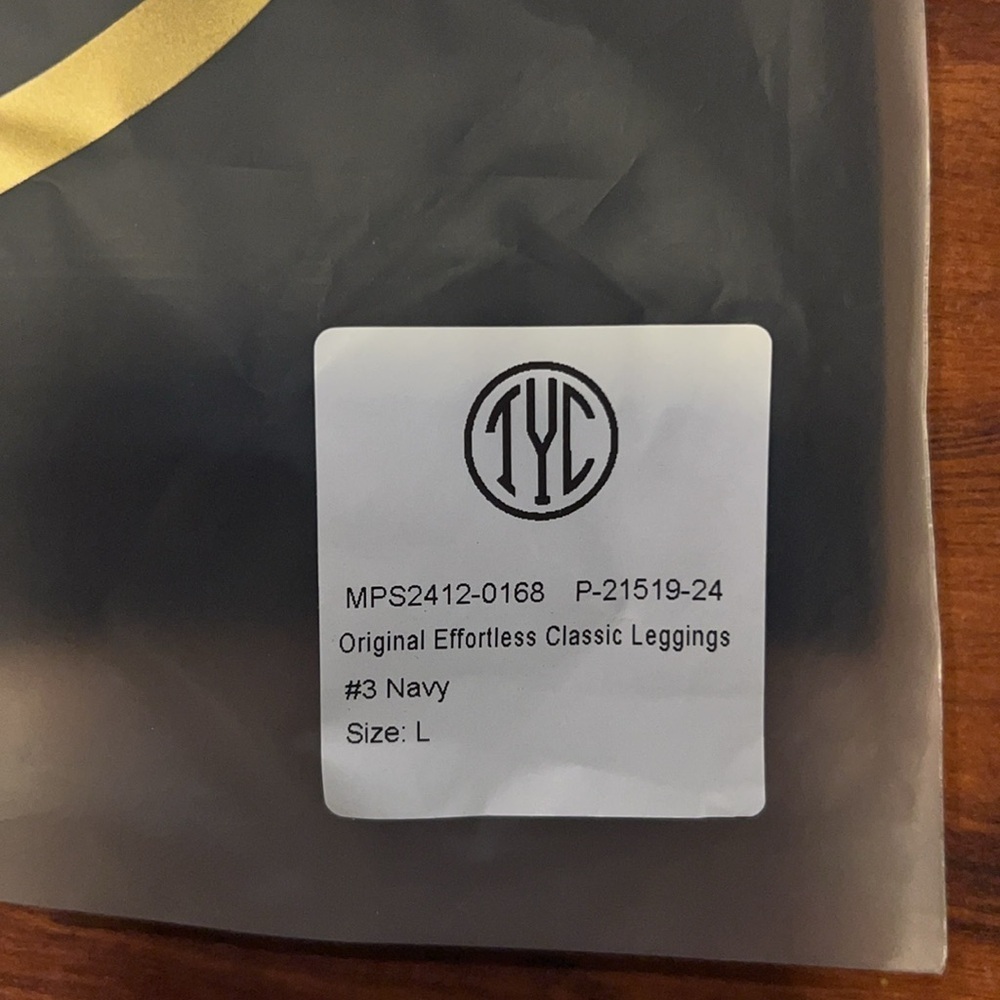 TYC
MPS2412-0168 P-21519-24
Original Effortless Classic Leggings
#3 Navy
Size: L